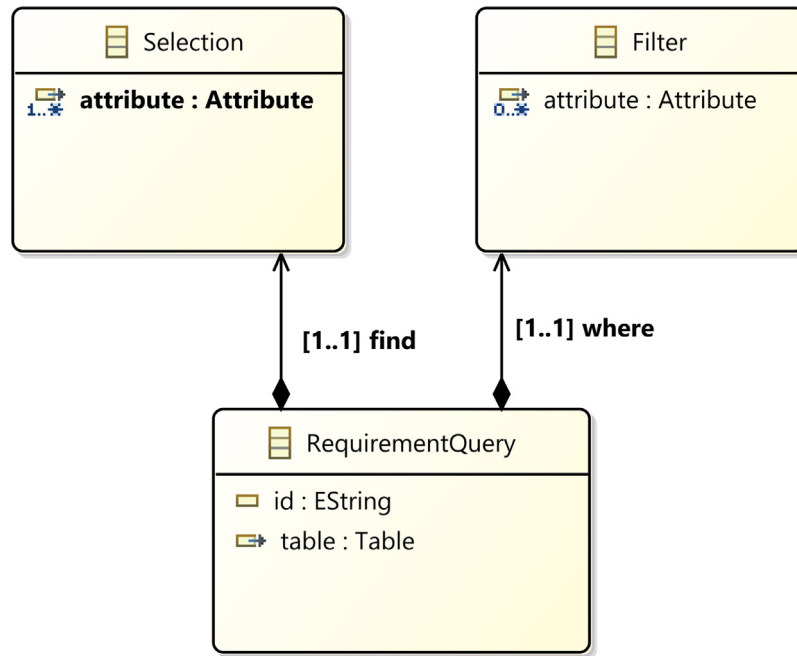 Selection
1..* attribute : Attribute
Filter
0..* attribute : Attribute
[1..1] find
[1..1] where
RequirementQuery
id : EString
table : Table